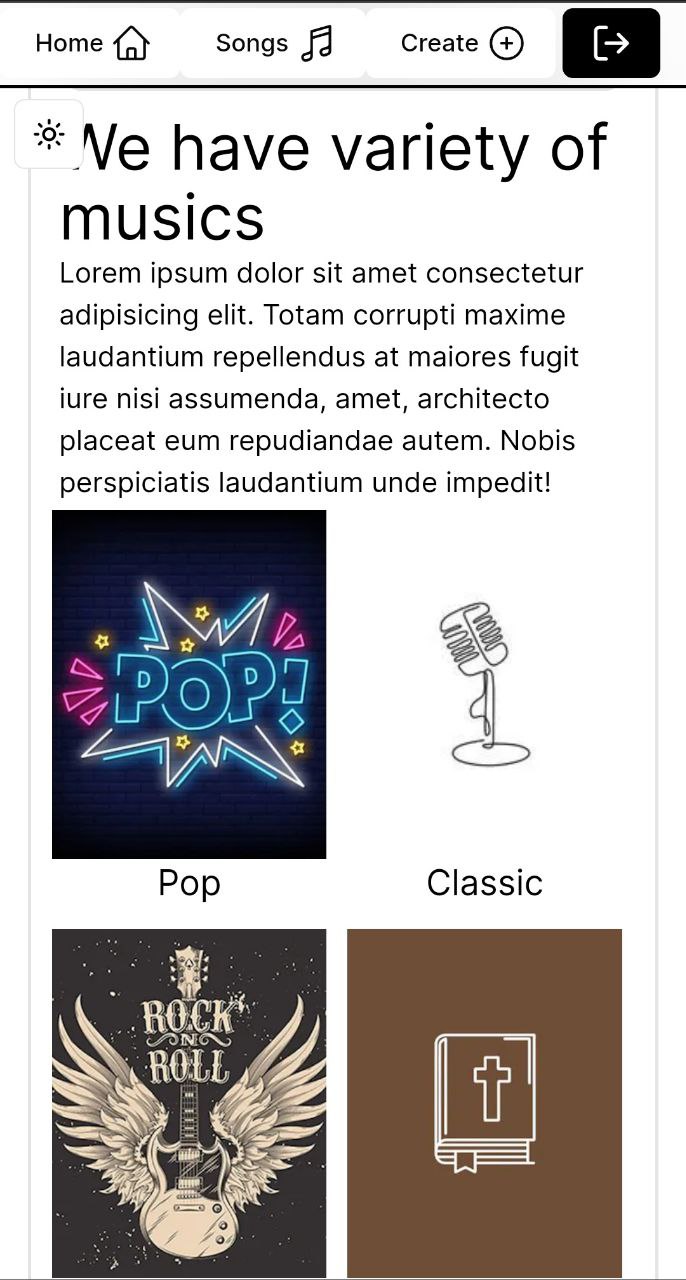 Home
Songs
Create
We have variety of
musics
Lorem ipsum dolor sit amet consectetur
adipisicing elit. Totam corrupti maxime
laudantium repellendus at maiores fugit
iure nisi assumenda, amet, architecto
placeat eum repudiandae autem. Nobis
perspiciatis laudantium unde impedit!
POP!
Pop
Classic
ROCK
N
ROLL